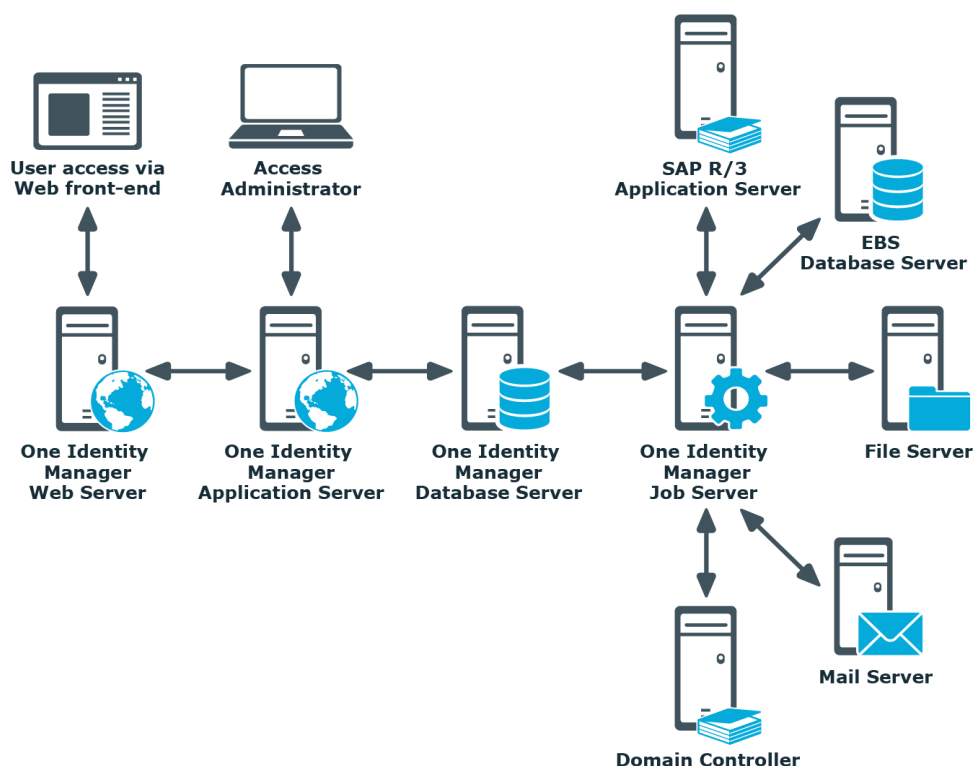 User access via
Web front-end
Access
Administrator
SAP R/3
Application Server
EBS
Database Server
One Identity
Manager
Web Server
One Identity
Manager
Application Server
One Identity
Manager
Database Server
One Identity
Manager
Job Server
File Server
Mail Server
Domain Controller